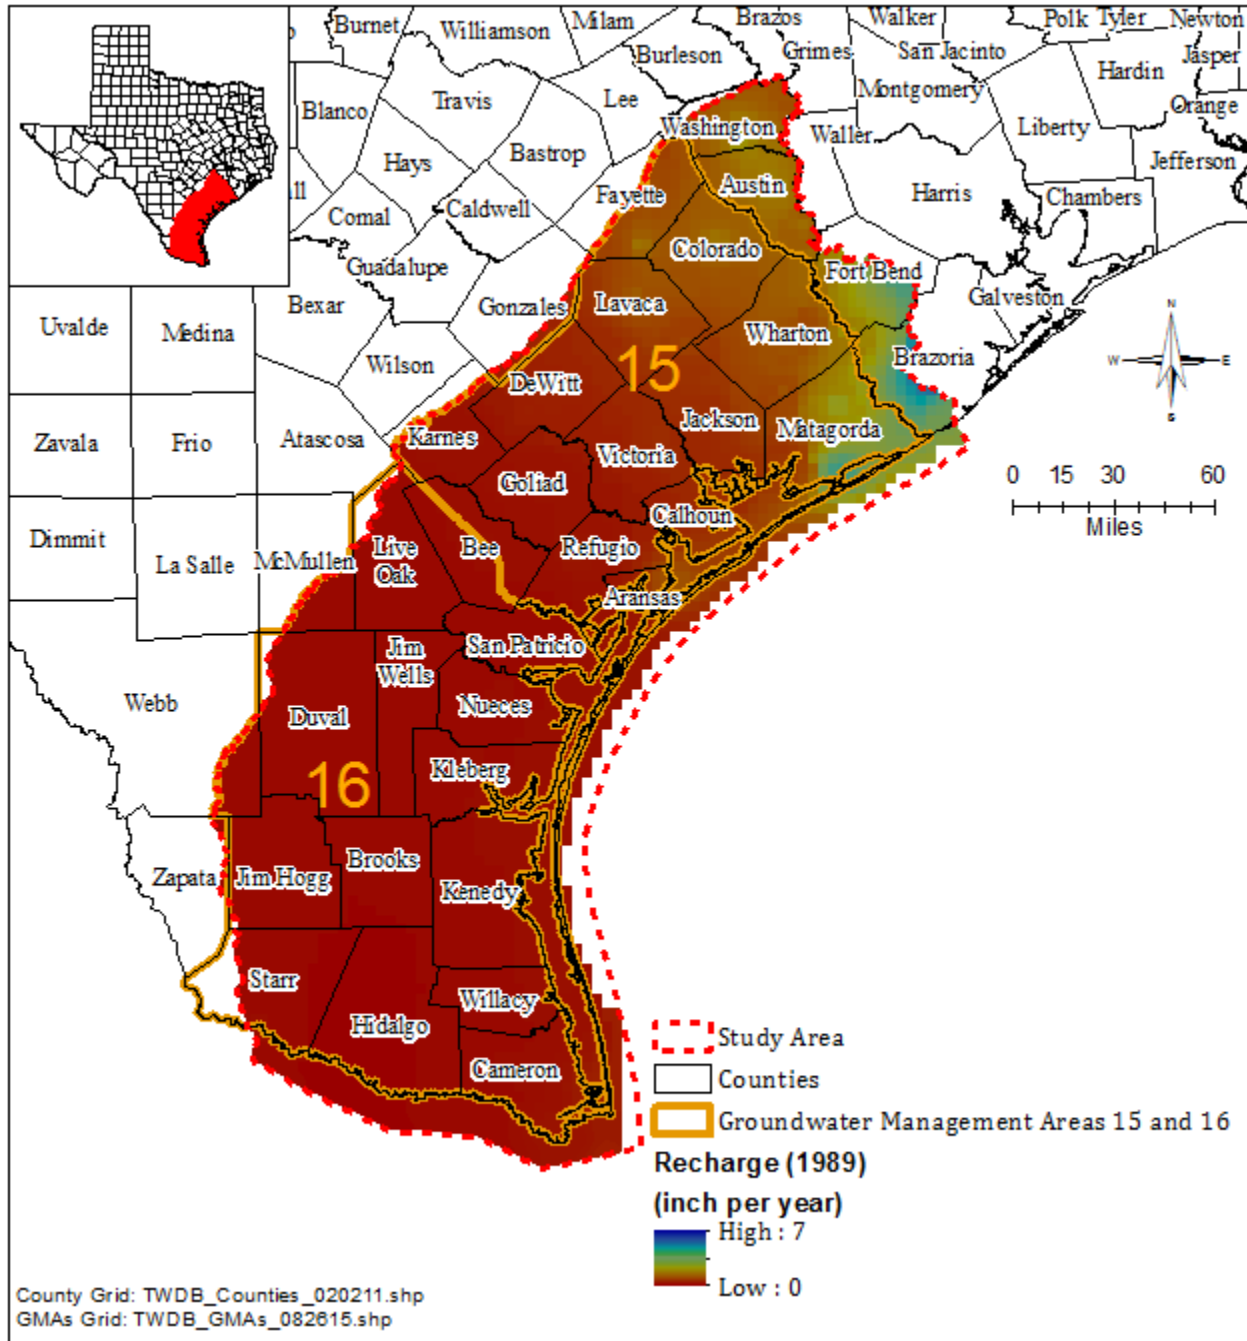 Burnet
Williamson
Milam
Brazos
Walker
Polk
Tyler
Newton
Burleson
Grimes
San Jacinto
Jasper
Hardin
Montgomery
Blanco
Travis
Lee
Orange
Washington
Waller
Liberty
Hays
Bastrop
Jefferson
Austin
Harris
Chambers
Fayette
all
Comal
Caldwell
Colorado
Guadalupe
Fort Bend
Bexar
Gonzales
Lavaca
Galveston
Uvalde
Medina
Wharton
Wilson
Brazoria
15
DeWitt
N
W E
S
Zavala
Frio
Atascosa
Karnes
Jackson
Matagorda
Victoria
Goliad
0 15 30 60
Miles
Dimmit
La Salle
McMullen
Live
Oak
Bee
Refugio
Calhoun
Aransas
San Patricio
Jim
Wells
Webb
Duval
Nueces
16
Kleberg
Zapata
Jim Hogg
Brooks
Kenedy
Starr
Willacy
Hidalgo
Cameron
Study Area
Counties
Groundwater Management Areas 15 and 16
Recharge (1989)
(inch per year)
High : 7
Low : 0
County Grid: TWDB_Counties_020211.shp
GMAs Grid: TWDB_GMAs_082615.shp